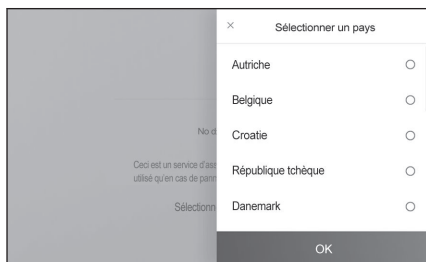 × Sélectionner un pays
Autriche
Belgique
Croatie
République tchèque
Danemark
OK
No d
Ceci est un service d'ass
utilisé qu'en cas de pann
Sélectionn